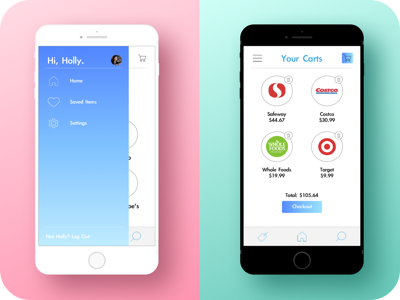 Hi, Holly.
Home
Saved Items
Settings
Not Holly? Log Out
Your Carts
Safeway
$44.67
COSTCO
WHOLESALE
Costco
$30.99
WHOLE
FOODS
Whole Foods
$19.99
Target
$9.99
Total: $105.64
Checkout